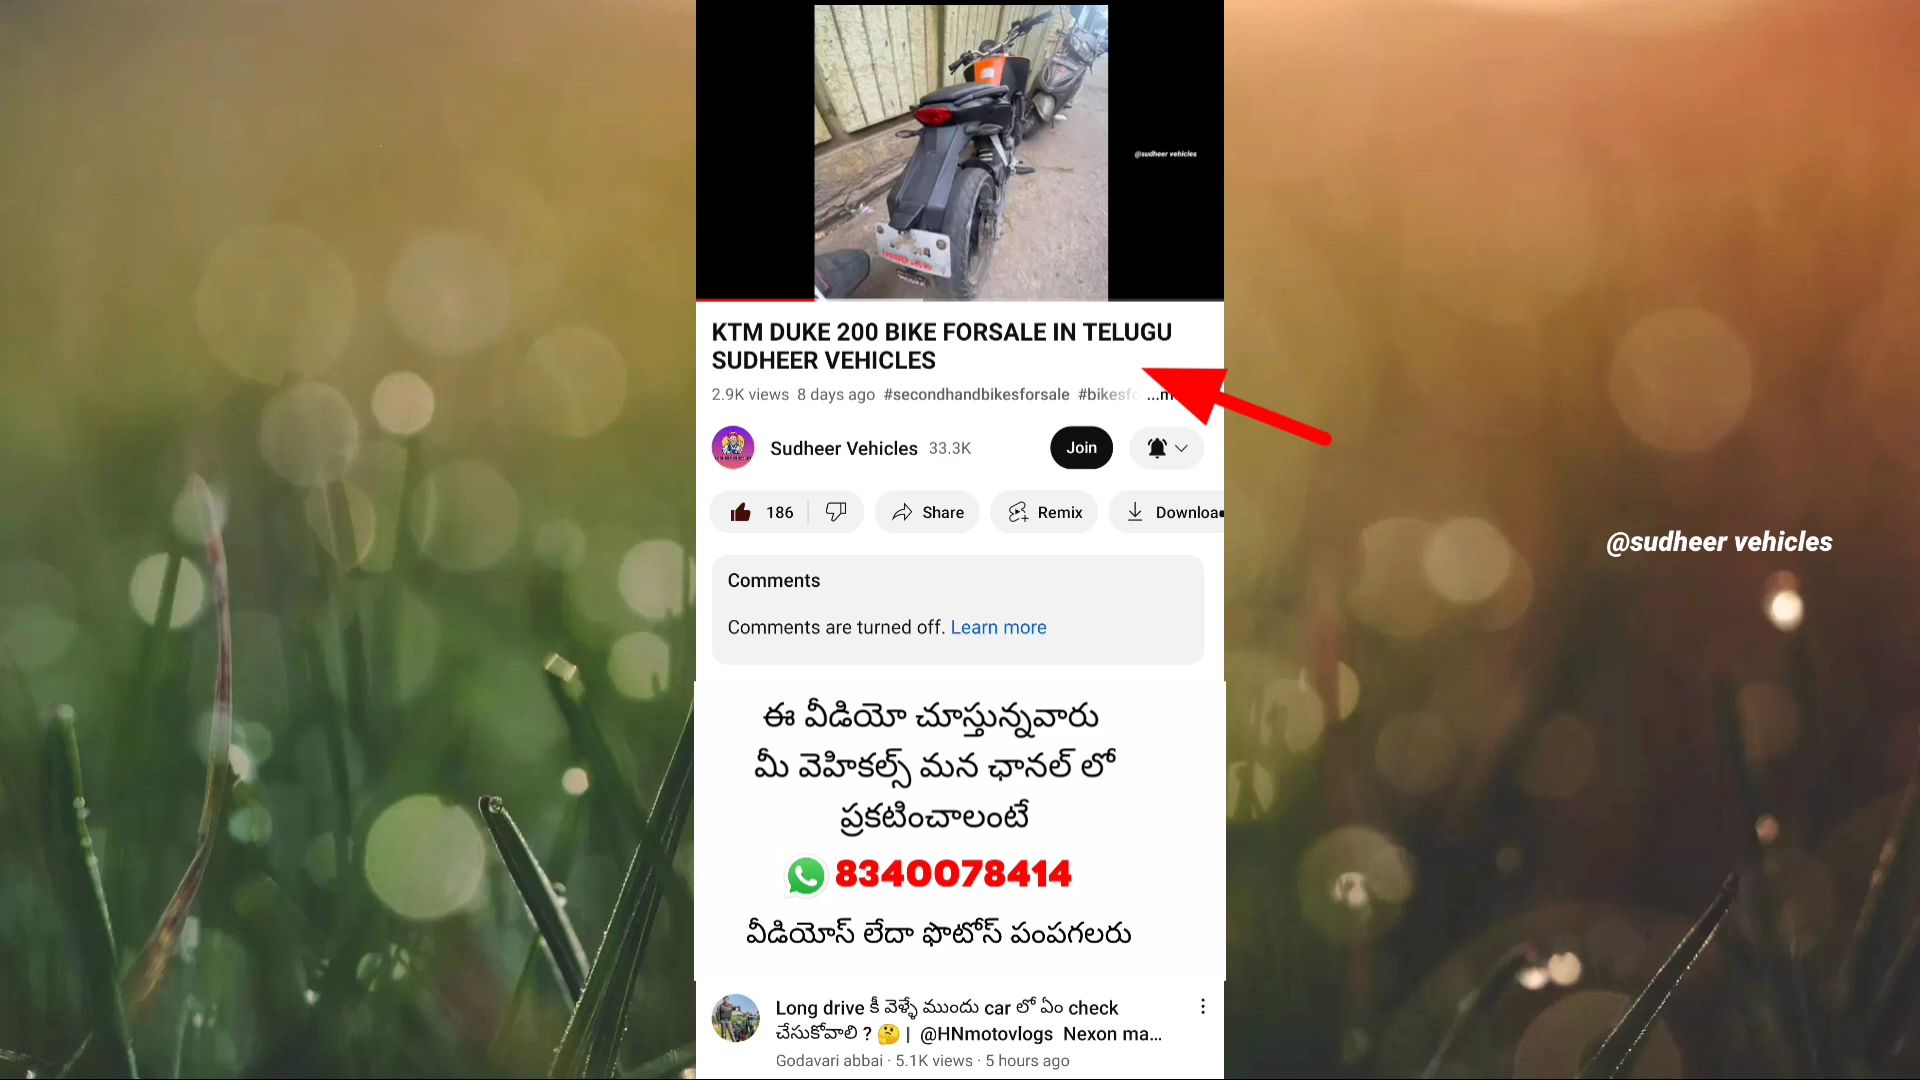 @sudheer vehicles
KTM DUKE 200 BIKE FORSALE IN TELUGU
SUDHEER VEHICLES
2.9K views 8 days ago #secondhandbikesforsale #bikesfo ...m
Sudheer Vehicles 33.3K
Join
186
Share
Remix
Downloa
@sudheer vehicles
Comments
Comments are turned off. Learn more
ఈ వీడియో చూస్తున్నవారు
మీ వెహికల్స్ మన ఛానల్ లో
ప్రకటించాలంటే
8340078414
వీడియోస్ లేదా ఫొటోస్ పంపగలరు
Long drive కీ వెళ్ళే ముందు car లో ఏం check
చేసుకోవాలి ? 🤔 | @HNmotovlogs Nexon ma...
Godavari abbai · 5.1K views · 5 hours ago